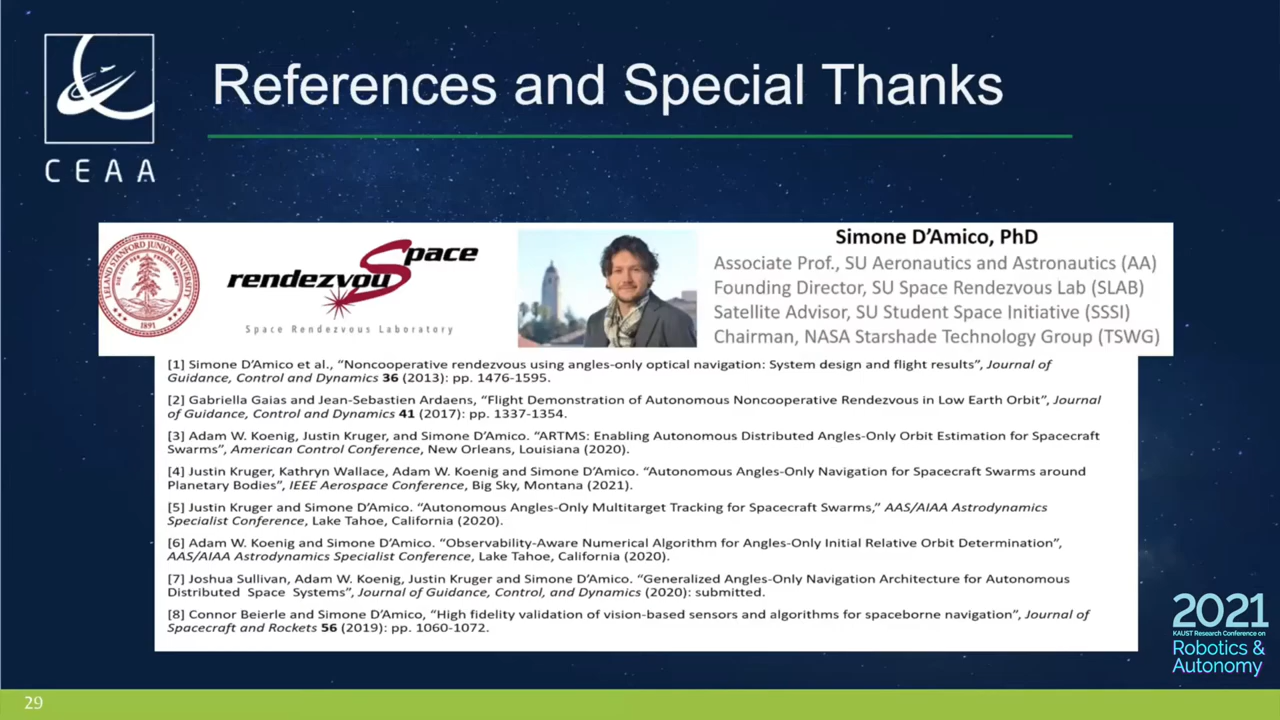 CEAA
References and Special Thanks
LELAND STANFORD JUNIOR UNIVERSITY
1891
rendezvouSpace
Space Rendezvous Laboratory
Simone D’Amico, PhD
Associate Prof., SU Aeronautics and Astronautics (AA)
Founding Director, SU Space Rendezvous Lab (SLAB)
Satellite Advisor, SU Student Space Initiative (SSSI)
Chairman, NASA Starshade Technology Group (TSWG)
[1] Simone D’Amico et al., “Noncooperative rendezvous using angles-only optical navigation: System design and flight results”, Journal of
Guidance, Control and Dynamics 36 (2013): pp. 1476-1595.
[2] Gabriella Gaias and Jean-Sebastien Ardaens, “Flight Demonstration of Autonomous Noncooperative Rendezvous in Low Earth Orbit”, Journal
of Guidance, Control and Dynamics 41 (2017): pp. 1337-1354.
[3] Adam W. Koenig, Justin Kruger, and Simone D’Amico. “ARTMS: Enabling Autonomous Distributed Angles-Only Orbit Estimation for Spacecraft
Swarms”, American Control Conference, New Orleans, Louisiana (2020).
[4] Justin Kruger, Kathryn Wallace, Adam W. Koenig and Simone D’Amico. “Autonomous Angles-Only Navigation for Spacecraft Swarms around
Planetary Bodies”, IEEE Aerospace Conference, Big Sky, Montana (2021).
[5] Justin Kruger and Simone D’Amico. “Autonomous Angles-Only Multitarget Tracking for Spacecraft Swarms,” AAS/AIAA Astrodynamics
Specialist Conference, Lake Tahoe, California (2020).
[6] Adam W. Koenig and Simone D’Amico. “Observability-Aware Numerical Algorithm for Angles-Only Initial Relative Orbit Determination”,
AAS/AIAA Astrodynamics Specialist Conference, Lake Tahoe, California (2020).
[7] Joshua Sullivan, Adam W. Koenig, Justin Kruger and Simone D’Amico. “Generalized Angles-Only Navigation Architecture for Autonomous
Distributed Space Systems”, Journal of Guidance, Control, and Dynamics (2020): submitted.
[8] Connor Beierle and Simone D’Amico, “High fidelity validation of vision-based sensors and algorithms for spaceborne navigation”, Journal of
Spacecraft and Rockets 56 (2019): pp. 1060-1072.
2021
KAUST Research Conference on
Robotics &
Autonomy
29